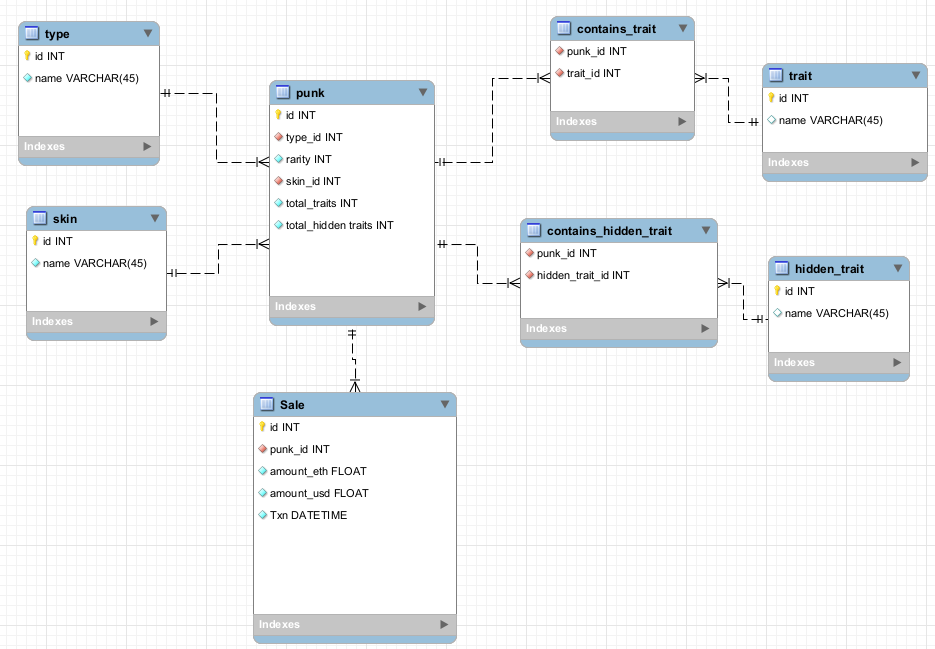 type
id INT
name VARCHAR(45)
Indexes
skin
id INT
name VARCHAR(45)
Indexes
punk
id INT
type_id INT
rarity INT
skin_id INT
total_traits INT
total_hidden traits INT
Indexes
contains_trait
punk_id INT
trait_id INT
Indexes
trait
id INT
name VARCHAR(45)
Indexes
contains_hidden_trait
punk_id INT
hidden_trait_id INT
Indexes
hidden_trait
id INT
name VARCHAR(45)
Indexes
Sale
id INT
punk_id INT
amount_eth FLOAT
amount_usd FLOAT
Txn DATETIME
Indexes